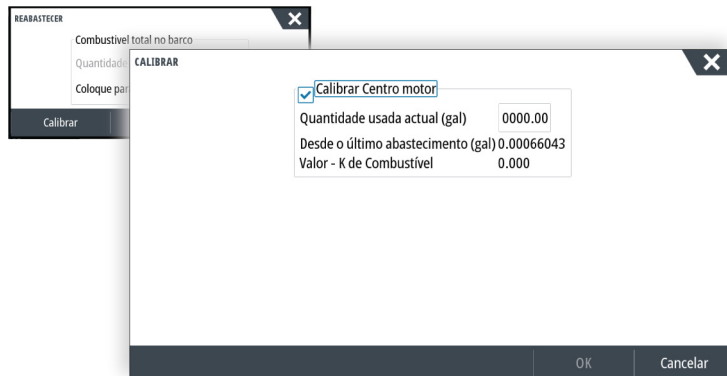 REABASTECER
Combustivel total no barco
Quantidade
Coloque par
Calibrar
CALIBRAR
Calibrar Centro motor
Quantidade usada actual (gal) 0000.00
Desde o último abastecimento (gal) 0.00066043
Valor - K de Combustível 0.000
OK Cancelar